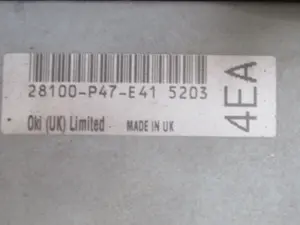 28100-P47-E41 5203
Oki (UK) Limited MADE IN UK
4EA